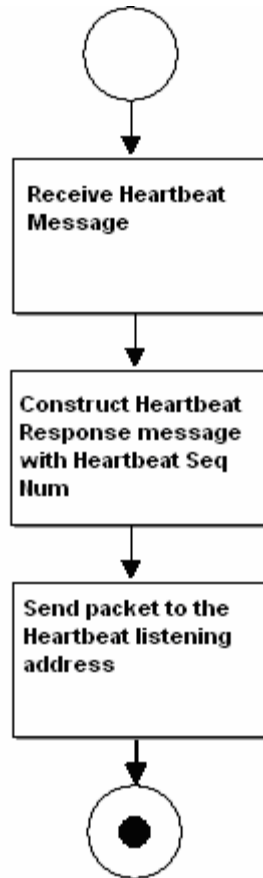 Receive Heartbeat
Message
Construct Heartbeat
Response message
with Heartbeat Seq
Num
Send packet to the
Heartbeat listening
address